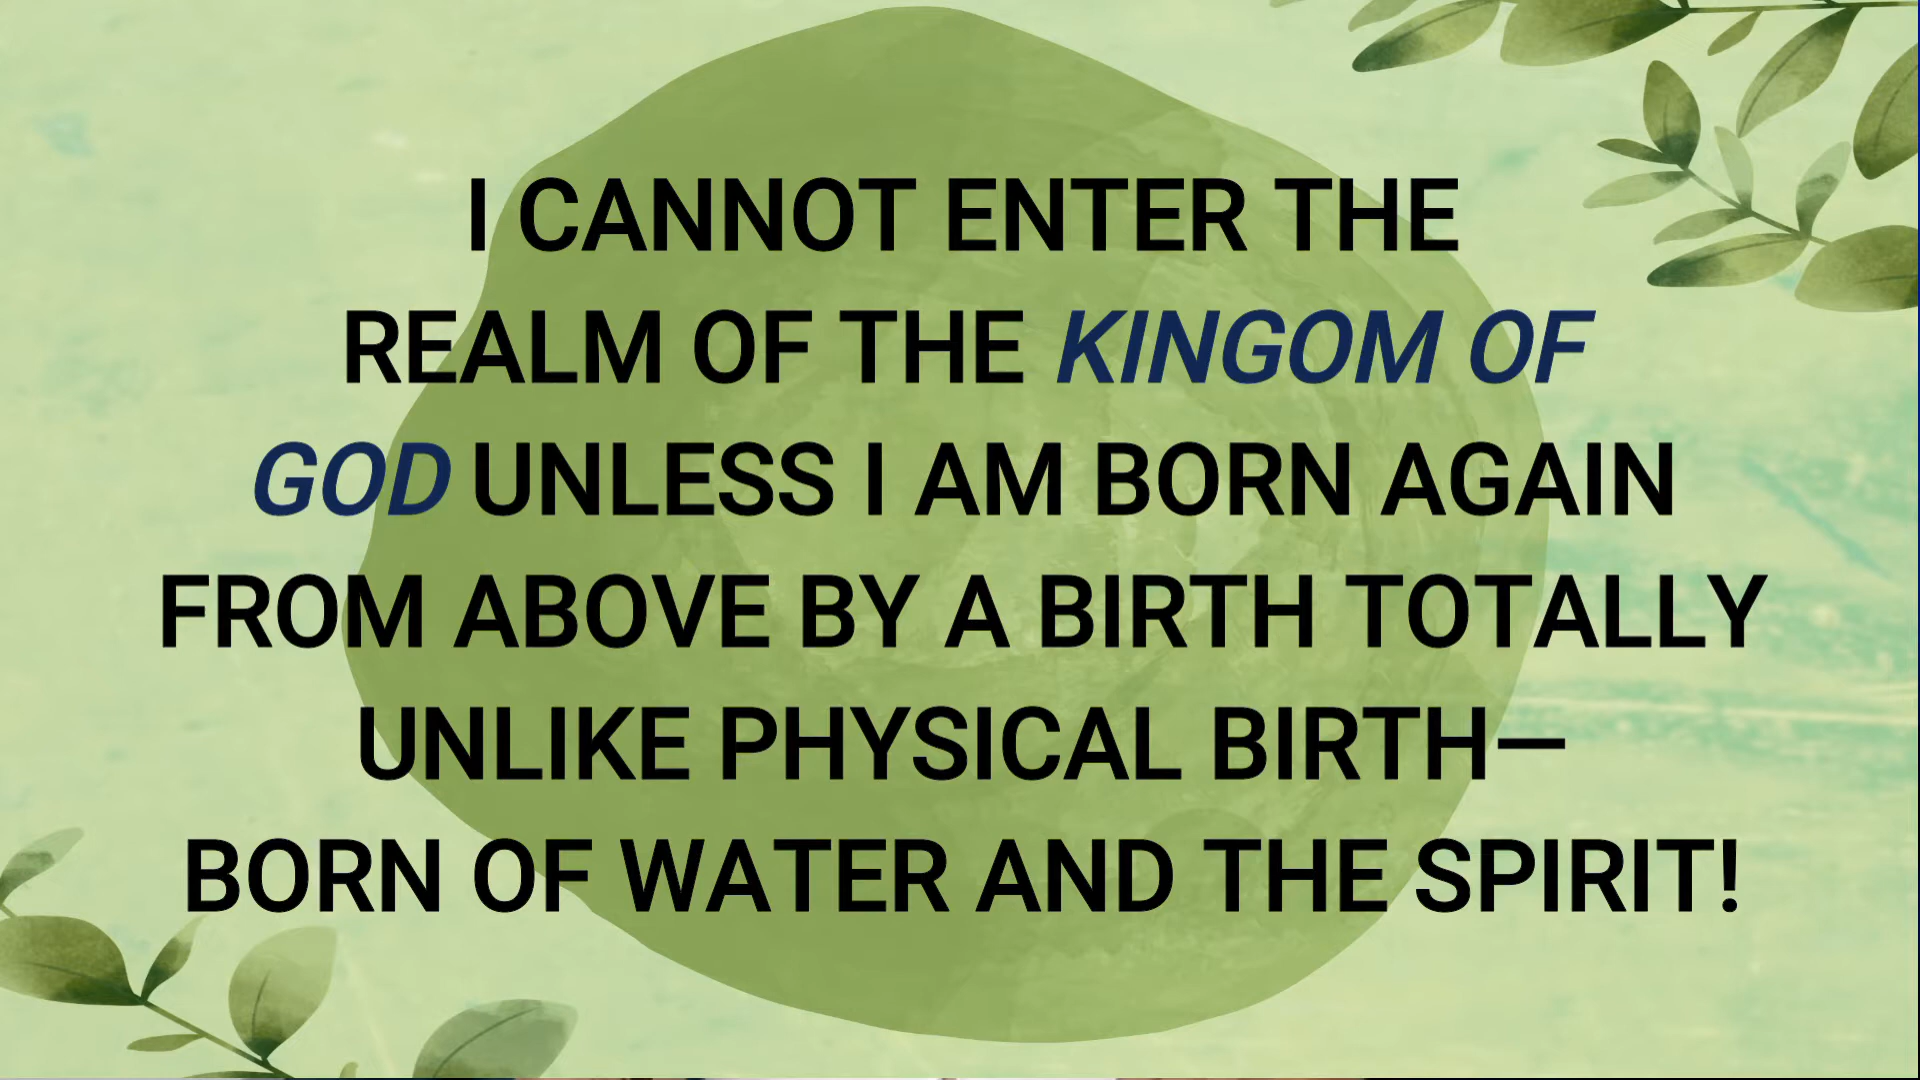 I CANNOT ENTER THE
REALM OF THE KINGOM OF
GOD UNLESS I AM BORN AGAIN
FROM ABOVE BY A BIRTH TOTALLY
UNLIKE PHYSICAL BIRTH—
BORN OF WATER AND THE SPIRIT!